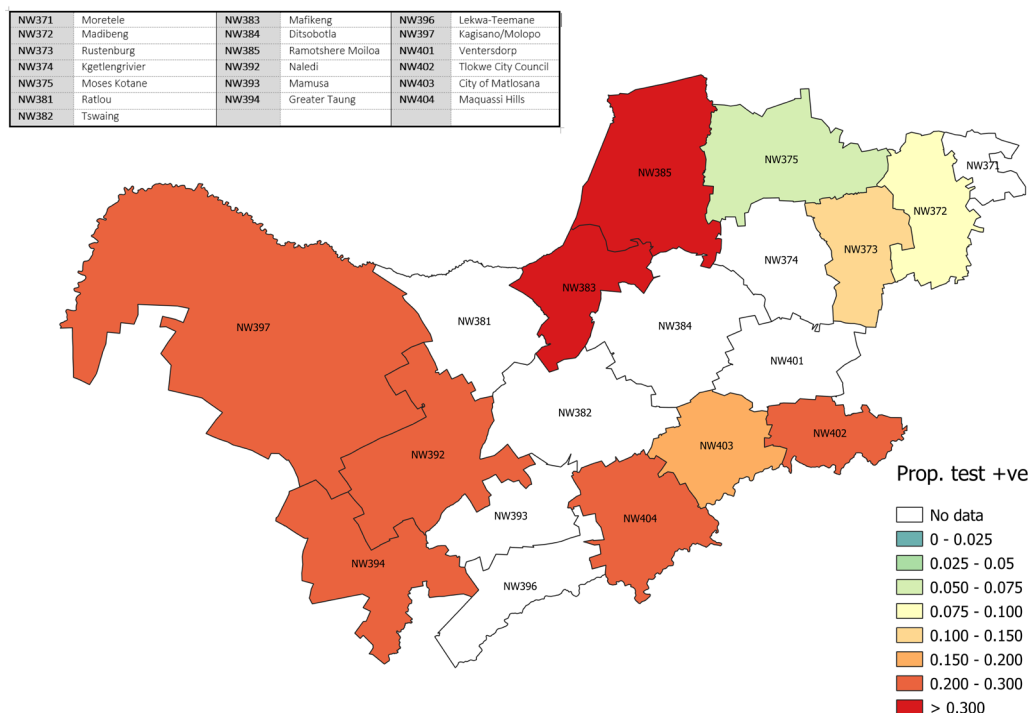 NW371 Moretele NW383 Mafikeng NW396 Lekwa-Teemane
NW372 Madibeng NW384 Ditsobotla NW397 Kagisano/Molopo
NW373 Rustenburg NW385 Ramotshere Moiloa NW401 Ventersdorp
NW374 Kgetlengrivier NW392 Naledi NW402 Tlokwe City Council
NW375 Moses Kotane NW393 Mamusa NW403 City of Matlosana
NW381 Ratlou NW394 Greater Taung NW404 Maquassi Hills
NW382 Tswaing
NW375
NW371
NW385
NW372
NW373
NW374
NW383
NW381
NW384
NW397
NW401
NW382
NW402
NW403
NW392
NW393
NW404
NW394
NW396
Prop. test +ve
No data
0 - 0.025
0.025 - 0.05
0.050 - 0.075
0.075 - 0.100
0.100 - 0.150
0.150 - 0.200
0.200 - 0.300
> 0.300